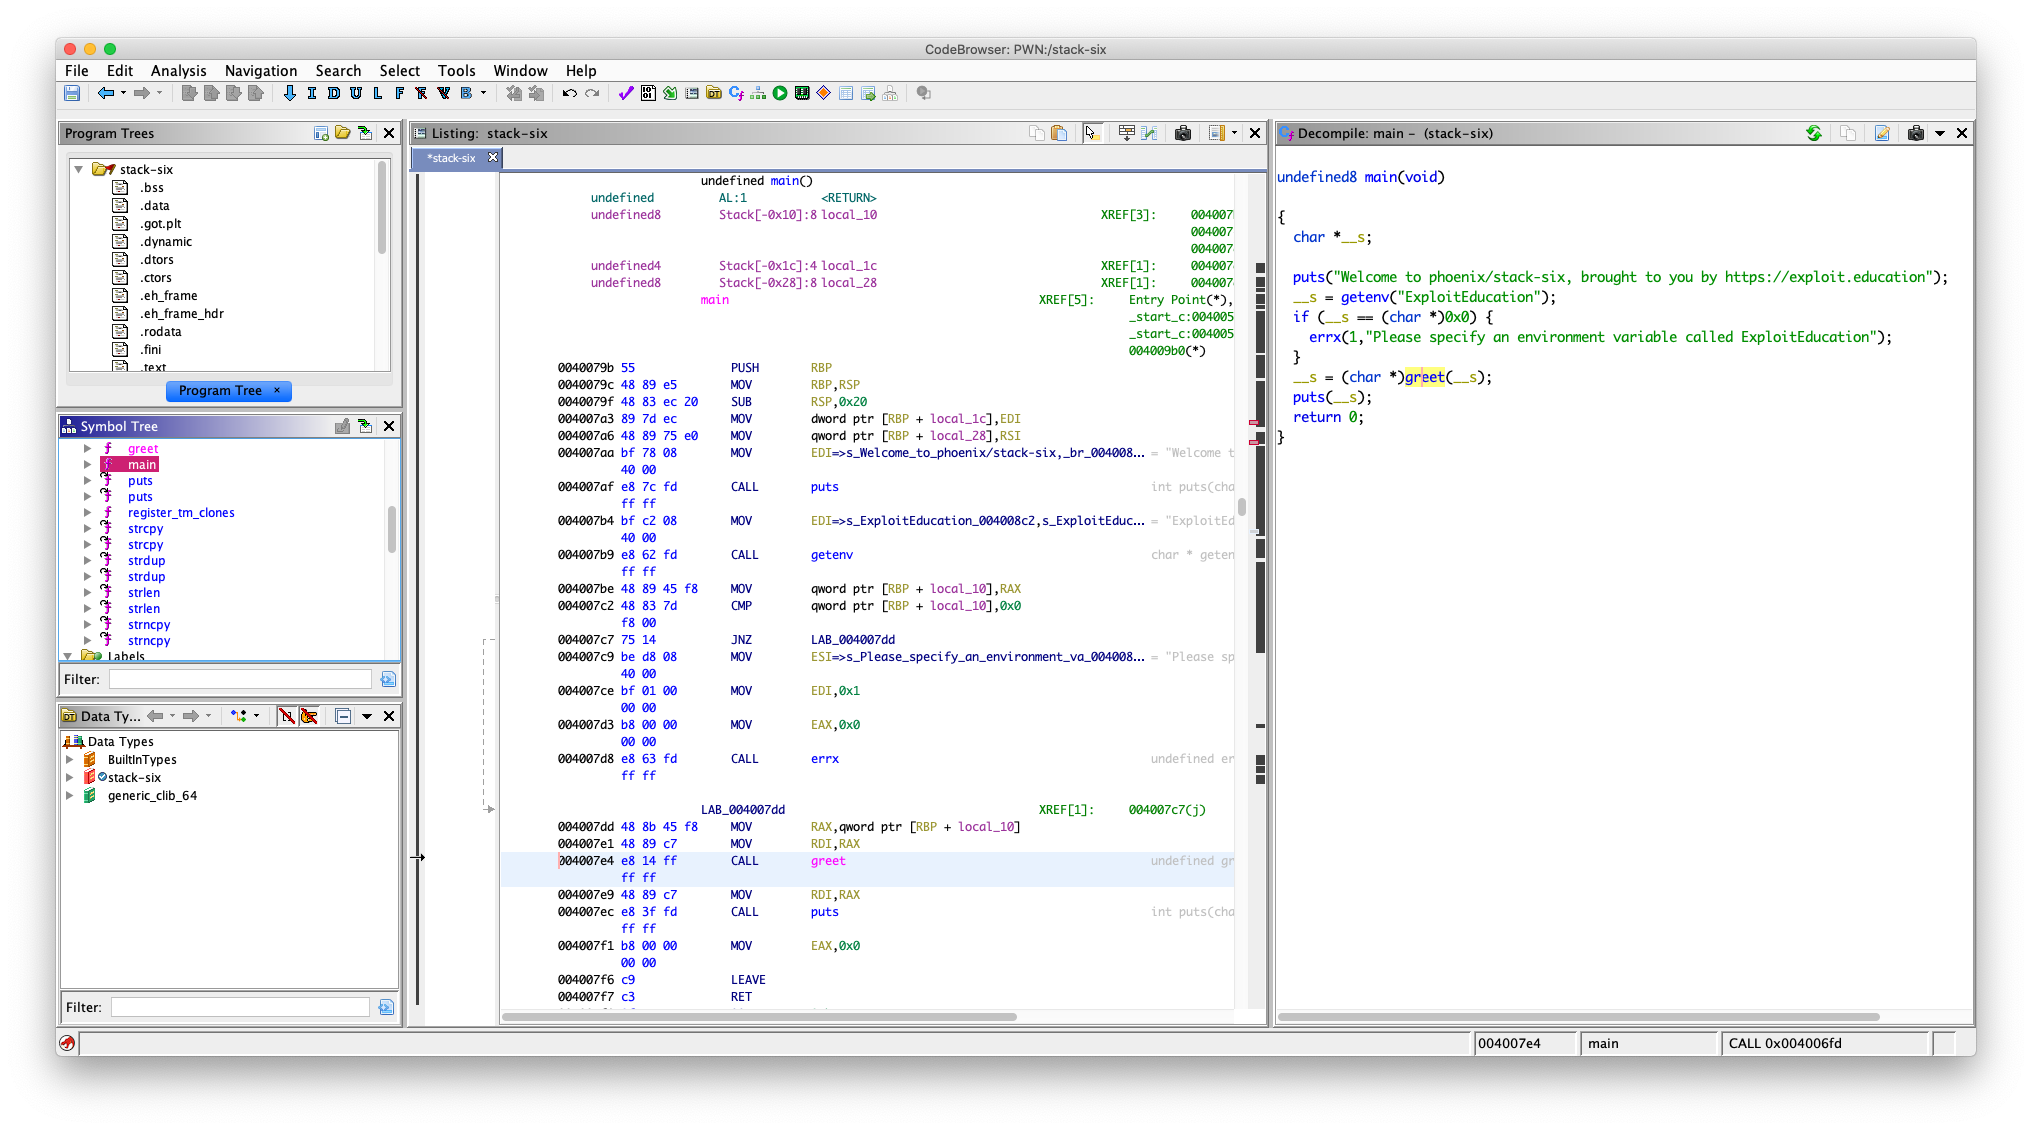 CodeBrowser: PWN:/stack-six
File Edit Analysis Navigation Search Select Tools Window Help
I D U L F B
Program Trees
stack-six
.bss
.data
.got.plt
.dynamic
.dtors
.ctors
.eh_frame
.eh_frame_hdr
.rodata
.fini
.text
Program Tree ×
Symbol Tree
f greet
f main
f puts
f puts
f register_tm_clones
f strcpy
f strcpy
f strdup
f strdup
f strlen
f strlen
f strncpy
f strncpy
Labels
Filter:
Data Ty...
Data Types
BuiltInTypes
stack-six
generic_clib_64
Filter:
Listing: stack-six
*stack-six
undefined main()
undefined AL:1 <RETURN>
undefined8 Stack[-0x10]:8 local_10 XREF[3]: 004007
004007
004007
undefined4 Stack[-0x1c]:4 local_1c XREF[1]: 004007
undefined8 Stack[-0x28]:8 local_28 XREF[1]: 004007
main XREF[5]: Entry Point(*),
_start_c:004005
_start_c:004005
004009b0(*)
0040079b 55 PUSH RBP
0040079c 48 89 e5 MOV RBP,RSP
0040079f 48 83 ec 20 SUB RSP,0x20
004007a3 89 7d ec MOV dword ptr [RBP + local_1c],EDI
004007a6 48 89 75 e0 MOV qword ptr [RBP + local_28],RSI
004007aa bf 78 08 MOV EDI=>s_Welcome_to_phoenix/stack-six,_br_004008... = "Welcome t
40 00
004007af e8 7c fd CALL puts int puts(cha
ff ff
004007b4 bf c2 08 MOV EDI=>s_ExploitEducation_004008c2,s_ExploitEduc... = "ExploitEd
40 00
004007b9 e8 62 fd CALL getenv char * geten
ff ff
004007be 48 89 45 f8 MOV qword ptr [RBP + local_10],RAX
004007c2 48 83 7d CMP qword ptr [RBP + local_10],0x0
f8 00
004007c7 75 14 JNZ LAB_004007dd
004007c9 be d8 08 MOV ESI=>s_Please_specify_an_environment_va_004008... = "Please sp
40 00
004007ce bf 01 00 MOV EDI,0x1
00 00
004007d3 b8 00 00 MOV EAX,0x0
00 00
004007d8 e8 63 fd CALL errx undefined er
ff ff
LAB_004007dd XREF[1]: 004007c7(j)
004007dd 48 8b 45 f8 MOV RAX,qword ptr [RBP + local_10]
004007e1 48 89 c7 MOV RDI,RAX
004007e4 e8 14 ff CALL greet undefined gr
ff ff
004007e9 48 89 c7 MOV RDI,RAX
004007ec e8 3f fd CALL puts int puts(cha
ff ff
004007f1 b8 00 00 MOV EAX,0x0
00 00
004007f6 c9 LEAVE
004007f7 c3 RET
Decompile: main - (stack-six)
undefined8 main(void)
{
char *__s;
puts("Welcome to phoenix/stack-six, brought to you by https://exploit.education");
__s = getenv("ExploitEducation");
if (__s == (char *)0x0) {
errx(1,"Please specify an environment variable called ExploitEducation");
}
__s = (char *)greet(__s);
puts(__s);
return 0;
}
004007e4 main CALL 0x004006fd